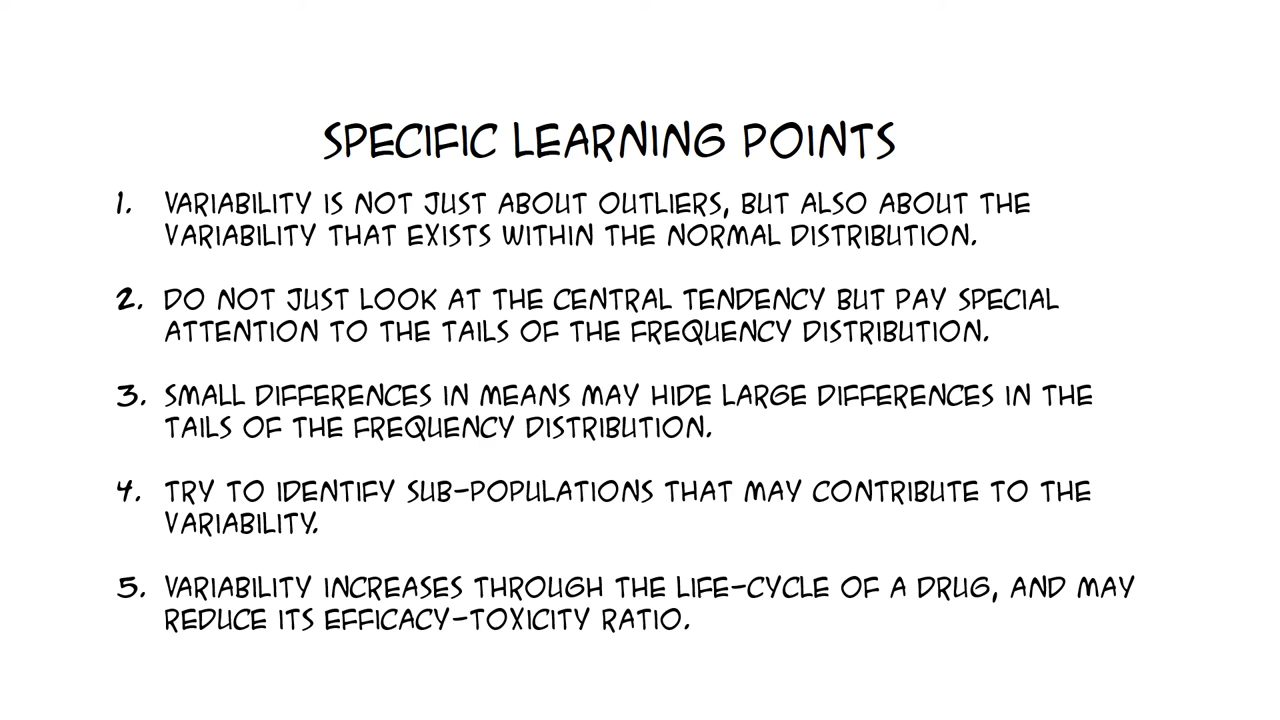 SPECIFIC LEARNING POINTS
1. VARIABILITY IS NOT JUST ABOUT OUTLIERS, BUT ALSO ABOUT THE
VARIABILITY THAT EXISTS WITHIN THE NORMAL DISTRIBUTION.
2. DO NOT JUST LOOK AT THE CENTRAL TENDENCY BUT PAY SPECIAL
ATTENTION TO THE TAILS OF THE FREQUENCY DISTRIBUTION.
3. SMALL DIFFERENCES IN MEANS MAY HIDE LARGE DIFFERENCES IN THE
TAILS OF THE FREQUENCY DISTRIBUTION.
4. TRY TO IDENTIFY SUB-POPULATIONS THAT MAY CONTRIBUTE TO THE
VARIABILITY.
5. VARIABILITY INCREASES THROUGH THE LIFE-CYCLE OF A DRUG, AND MAY
REDUCE ITS EFFICACY-TOXICITY RATIO.